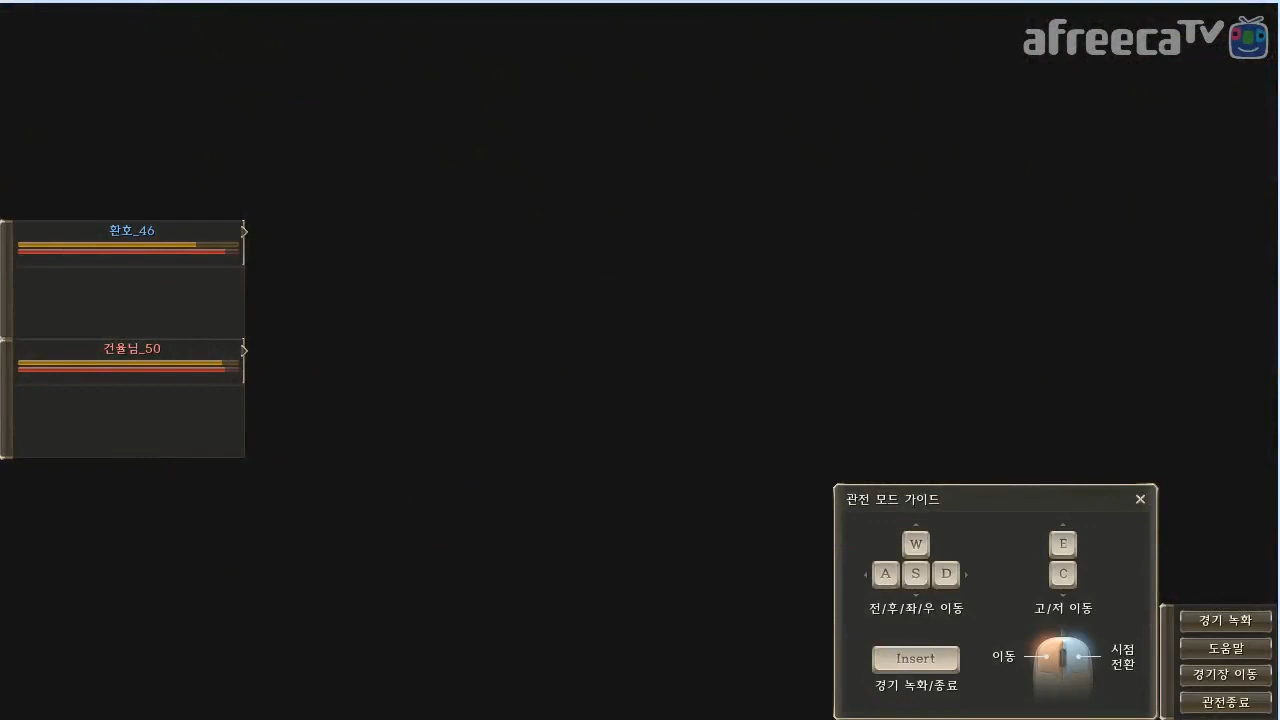 afreecaTV
환호_46
건율님_50
관전 모드 가이드
W
E
A S D
C
전/후/좌/우 이동
고/저 이동
Insert
이동
시점
전환
경기 녹화/종료
경기 녹화
도움말
경기장 이동
관전종료